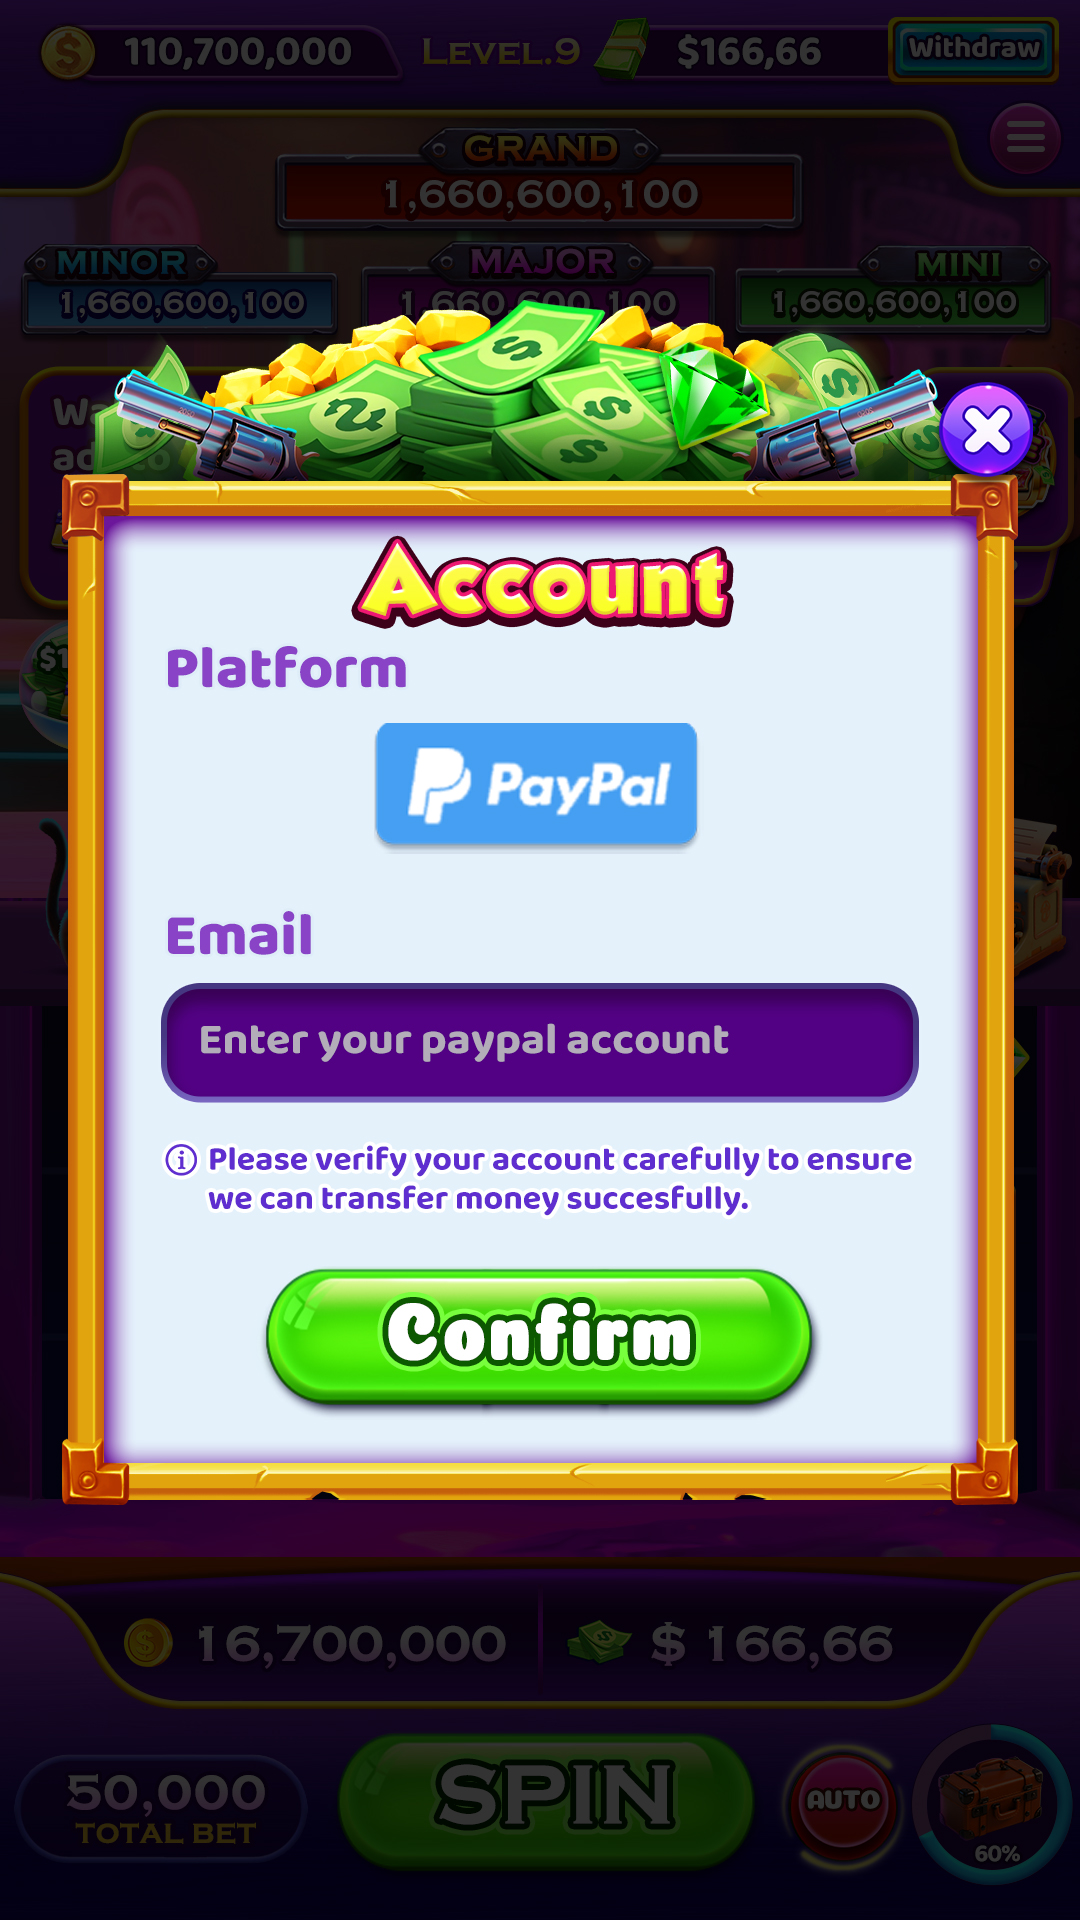 110,700,000
LEVEL.9
$166,66
Withdraw
GRAND
1,660,600,100
MINOR
1,660,600,100
MAJOR
1,660,600,100
MINI
1,660,600,100
Account
Platform
PayPal
Email
Enter your paypal account
Please verify your account carefully to ensure
we can transfer money succesfully.
Confirm
16,700,000
$ 166,66
50,000
TOTAL BET
SPIN
AUTO
60%